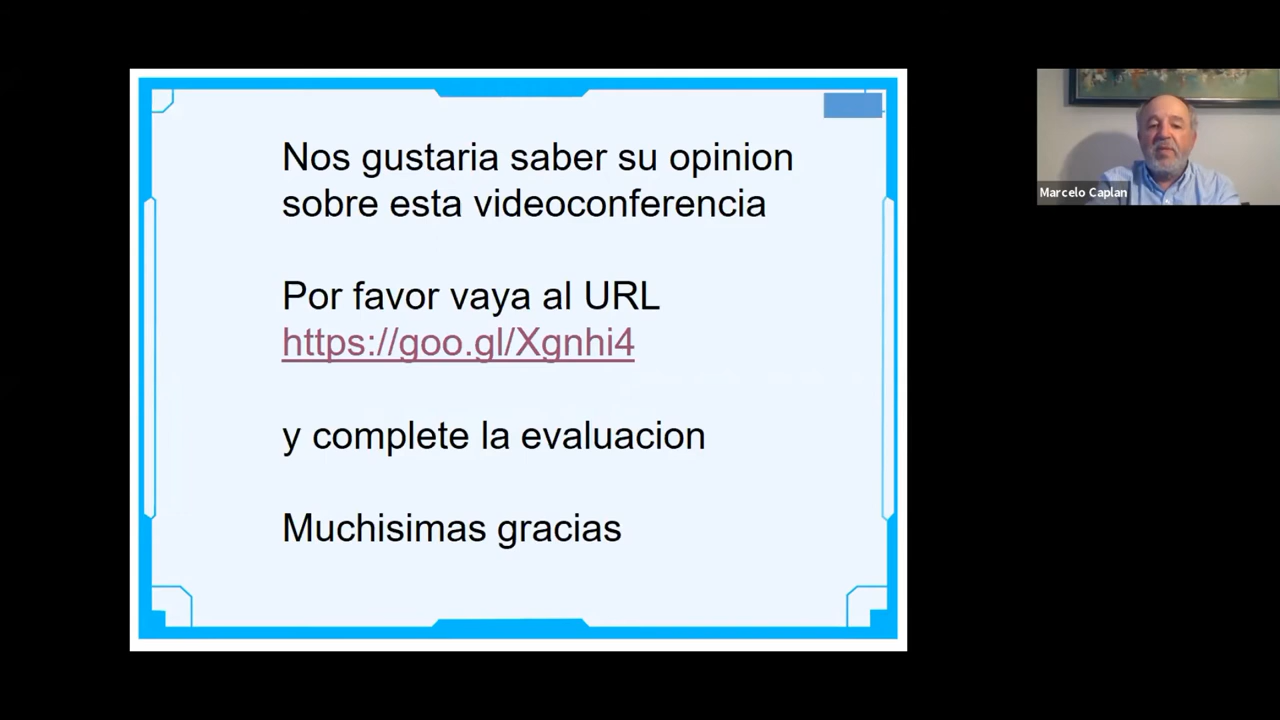 Nos gustaria saber su opinion
sobre esta videoconferencia
Por favor vaya al URL
https://goo.gl/Xgnhi4
y complete la evaluacion
Muchisimas gracias
Marcelo Caplan